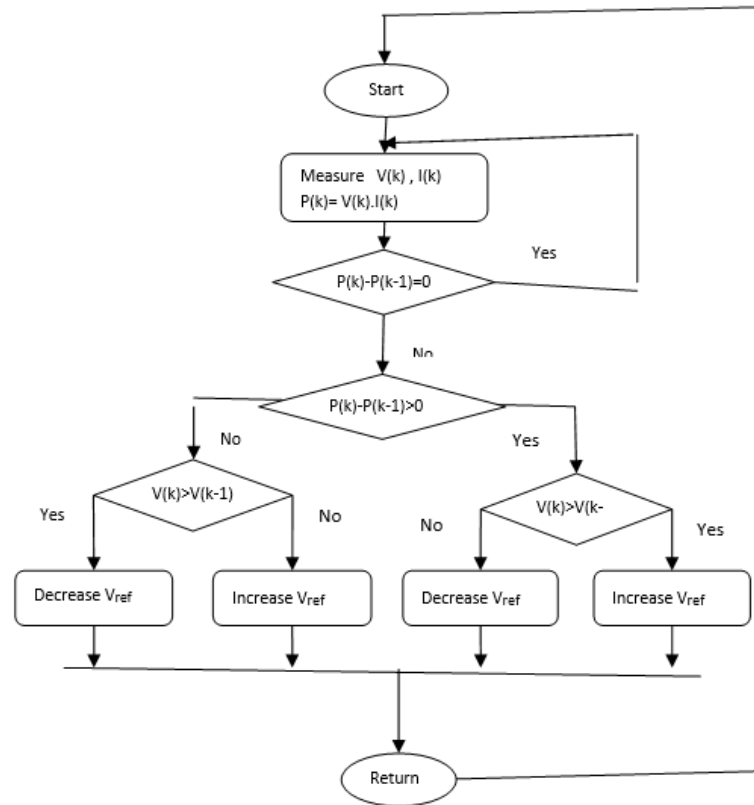 Start
Measure V(k) , I(k)
P(k)= V(k).I(k)
Yes
P(k)-P(k-1)=0
No
P(k)-P(k-1)>0
No
Yes
V(k)>V(k-1)
V(k)>V(k-
Yes
No
No
Yes
Decrease Vref
Increase Vref
Decrease Vref
Increase Vref
Return